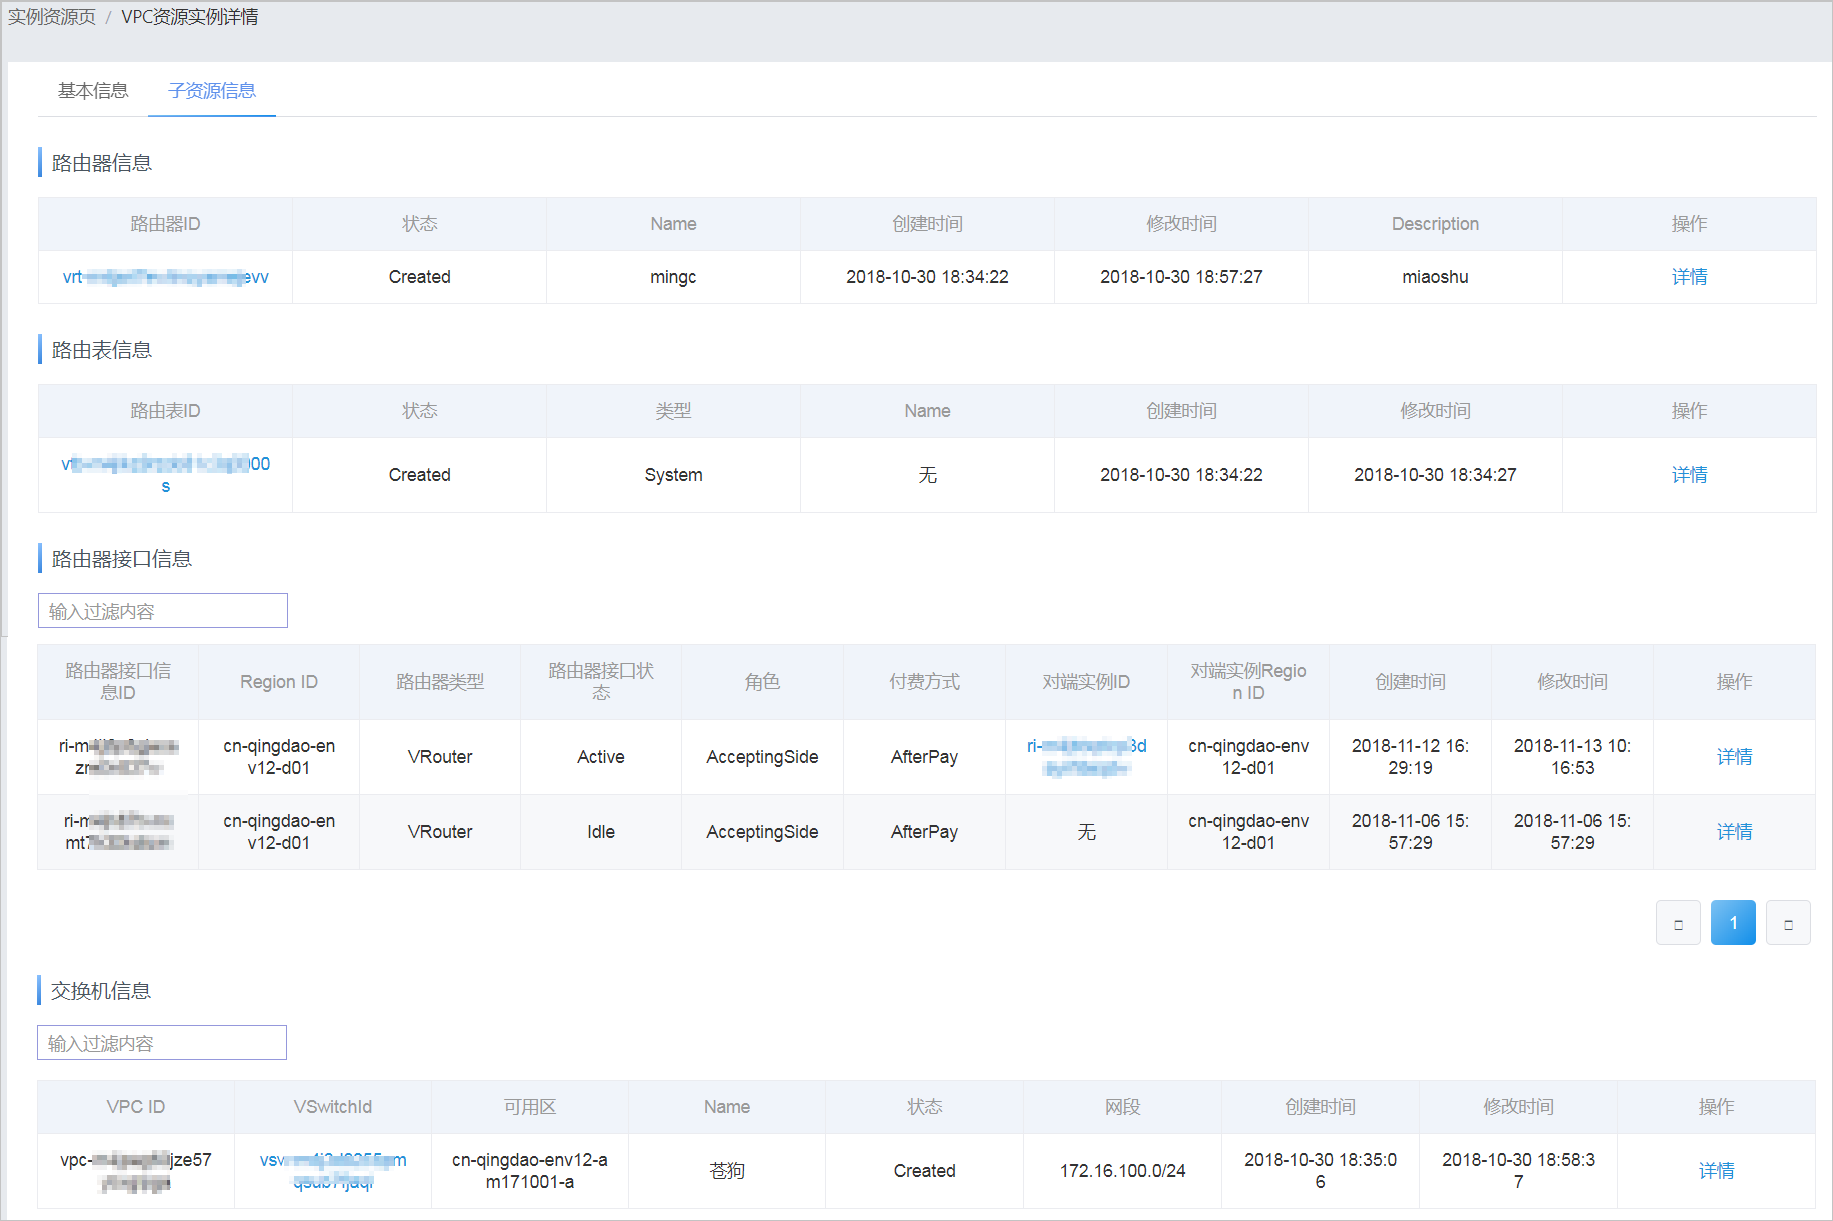 实例资源页 / VPC资源实例详情
基本信息 子资源信息
路由器信息
路由器ID 状态 Name 创建时间 修改时间 Description 操作
Created mingc 2018-10-30 18:34:22 2018-10-30 18:57:27 miaoshu 详情
路由表信息
路由表ID 状态 类型 Name 创建时间 修改时间 操作
Created System 无 2018-10-30 18:34:22 2018-10-30 18:34:27 详情
路由器接口信息
输入过滤内容
路由器接口信 路由器接口状 对端实例Regio
息ID Region ID 路由器类型 态 角色 付费方式 对端实例ID n ID 创建时间 修改时间 操作
cn-qingdao-en cn-qingdao-env 2018-11-12 16: 2018-11-13 10:
v12-d01 VRouter Active AcceptingSide AfterPay 12-d01 29:19 16:53 详情
cn-qingdao-en cn-qingdao-env 2018-11-06 15: 2018-11-06 15:
v12-d01 VRouter Idle AcceptingSide AfterPay 无 12-d01 57:29 57:29 详情
1
交换机信息
输入过滤内容
VPC ID VSwitchId 可用区 Name 状态 网段 创建时间 修改时间 操作
cn-qingdao-env12-a 2018-10-30 18:35:0 2018-10-30 18:58:3
m171001-a 苍狗 Created 172.16.100.0/24 6 7 详情